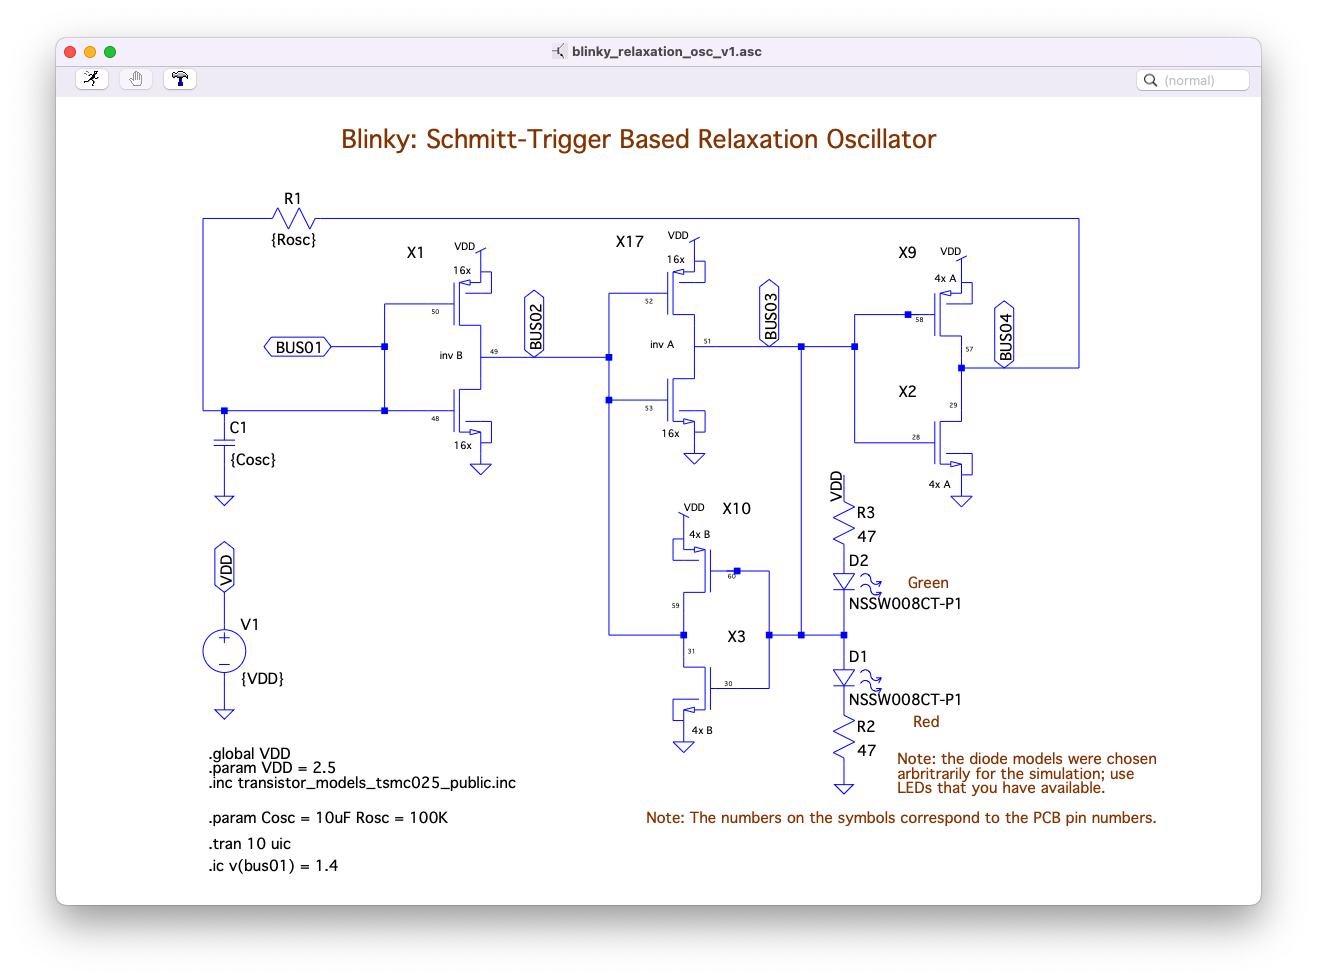 blinky_relaxation_osc_v1.asc
(normal)
Blinky: Schmitt-Trigger Based Relaxation Oscillator
R1
{Rosc}
X1
VDD
16x
50
inv B
49
48
16x
BUS01
BUS02
X17
VDD
16x
52
inv A
51
53
16x
BUS03
X9
VDD
4x A
58
57
BUS04
X2
29
28
4x A
C1
{Cosc}
VDD
V1
+
−
{VDD}
VDD
X10
4x B
60
59
X3
31
30
4x B
VDD
R3
47
D2
Green
NSSW008CT-P1
D1
NSSW008CT-P1
Red
R2
47
.global VDD
.param VDD = 2.5
.inc transistor_models_tsmc025_public.inc
.param Cosc = 10uF Rosc = 100K
.tran 10 uic
.ic v(bus01) = 1.4
Note: the diode models were chosen
arbritrarily for the simulation; use
LEDs that you have available.
Note: The numbers on the symbols correspond to the PCB pin numbers.